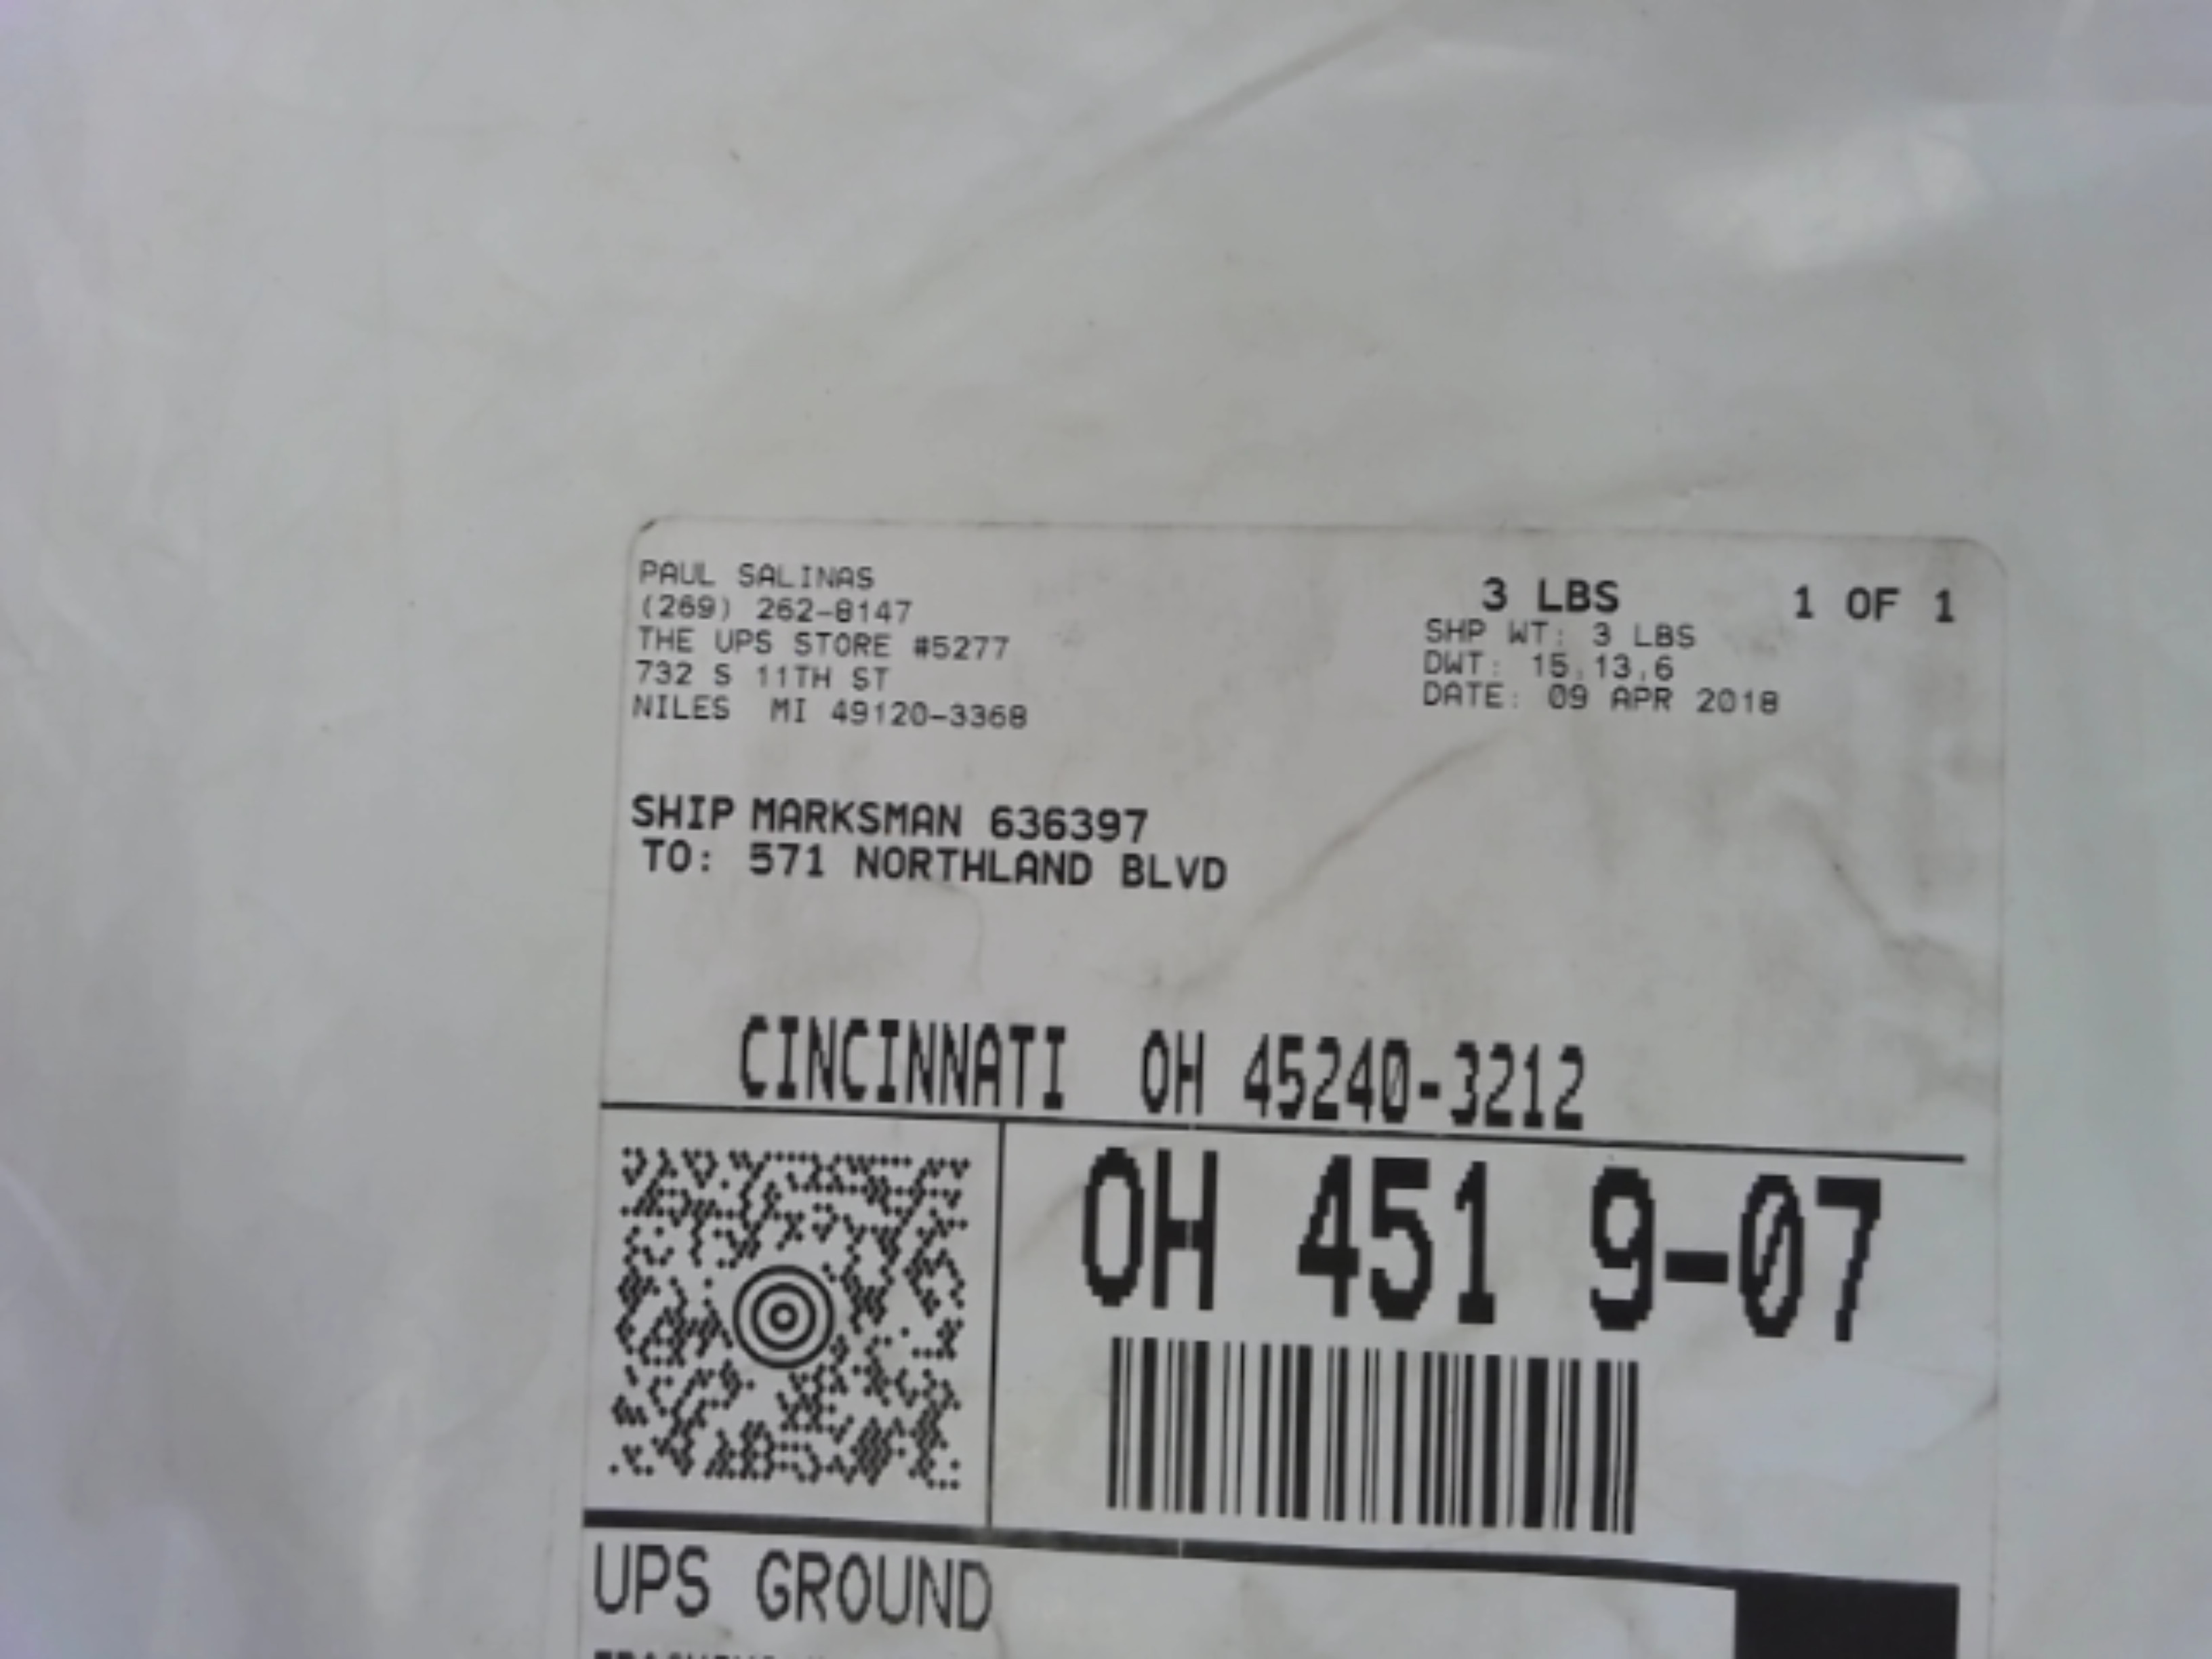 PAUL SALINAS
(269) 262-8147
THE UPS STORE #5277
732 S 11TH ST
NILES MI 49120-3368
3 LBS 1 OF 1
SHP WT: 3 LBS
DWT: 15,13,6
DATE: 09 APR 2018
SHIP MARKSMAN 636397
TO: 571 NORTHLAND BLVD
CINCINNATI OH 45240-3212
OH 451 9-07
UPS GROUND